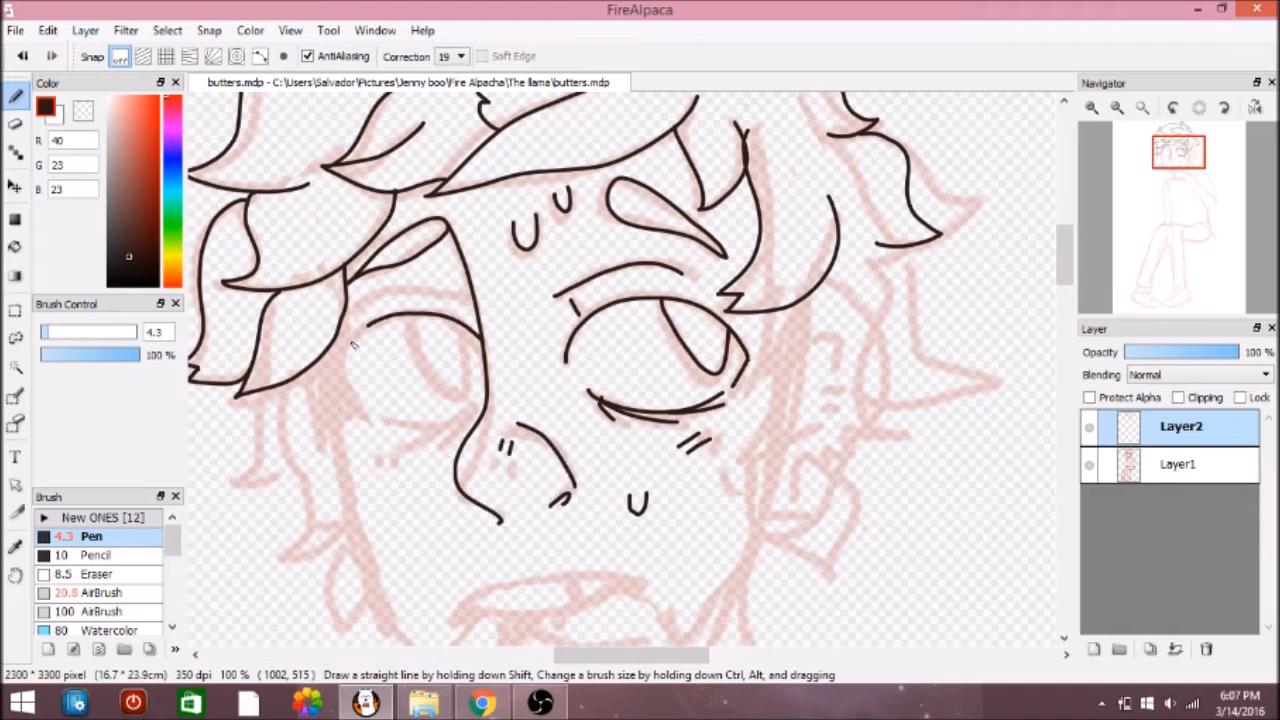 FireAlpaca
File Edit Layer Filter Select Snap Color View Tool Window Help
Snap off AntiAliasing Correction 19 Soft Edge
Color
butters.mdp - C:\Users\Salvador\Pictures\Jenny boo\Fire Alpacha\The llama\butters.mdp
Navigator
R 40
G 23
B 23
Brush Control
4.3
100 %
Layer
Opacity 100 %
Blending Normal
Protect Alpha Clipping Lock
Layer2
Layer1
Brush
New ONES [12]
4.3 Pen
10 Pencil
8.5 Eraser
20.8 AirBrush
100 AirBrush
80 Watercolor
2300 * 3300 pixel (16.7 * 23.9cm) 350 dpi 100 % ( 1002, 515 ) Draw a straight line by holding down Shift, Change a brush size by holding down Ctrl, Alt, and dragging
6:07 PM
3/14/2016